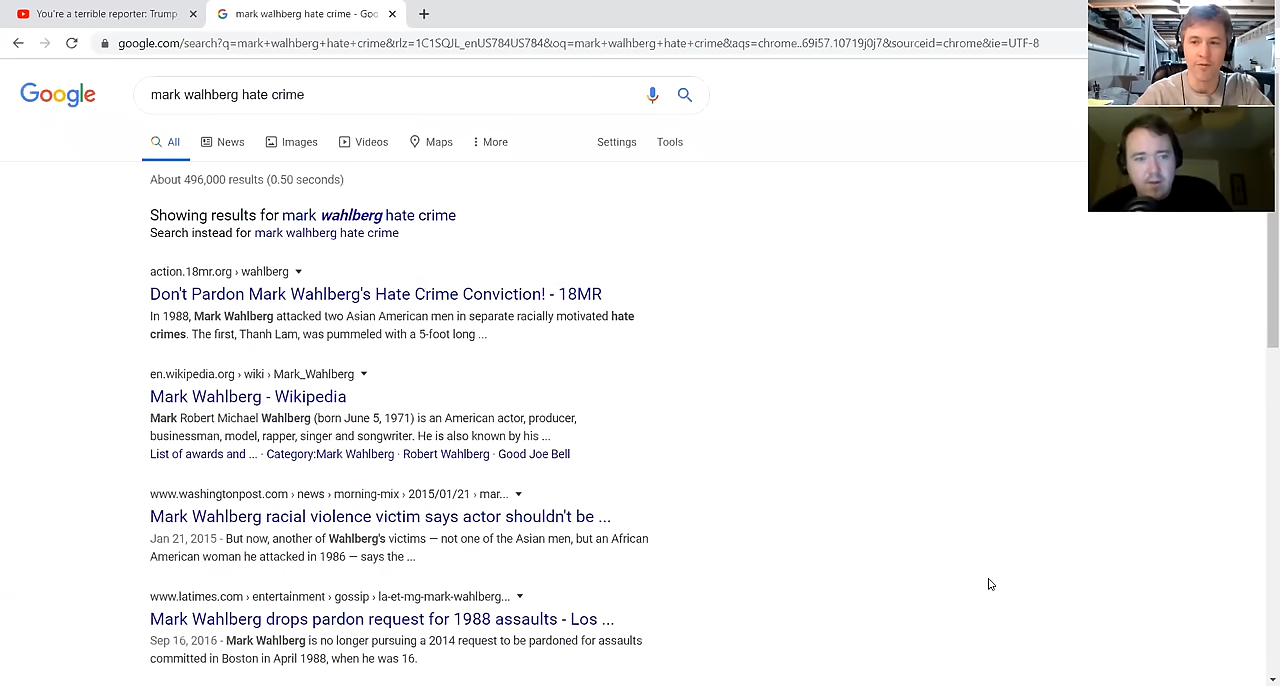 You're a terrible reporter: Trump
mark walhberg hate crime - Goo
google.com/search?q=mark+walhberg+hate+crime&rlz=1C1SQJL_enUS784US784&oq=mark+walhberg+hate+crime&aqs=chrome..69i57.10719j0j7&sourceid=chrome&ie=UTF-8
Google
mark walhberg hate crime
All
News
Images
Videos
Maps
More
Settings
Tools
About 496,000 results (0.50 seconds)
Showing results for mark wahlberg hate crime
Search instead for mark walhberg hate crime
action.18mr.org › wahlberg
Don't Pardon Mark Wahlberg's Hate Crime Conviction! - 18MR
In 1988, Mark Wahlberg attacked two Asian American men in separate racially motivated hate
crimes. The first, Thanh Lam, was pummeled with a 5-foot long ...
en.wikipedia.org › wiki › Mark_Wahlberg
Mark Wahlberg - Wikipedia
Mark Robert Michael Wahlberg (born June 5, 1971) is an American actor, producer,
businessman, model, rapper, singer and songwriter. He is also known by his ...
List of awards and ... · Category:Mark Wahlberg · Robert Wahlberg · Good Joe Bell
www.washingtonpost.com › news › morning-mix › 2015/01/21 › mar...
Mark Wahlberg racial violence victim says actor shouldn't be ...
Jan 21, 2015 - But now, another of Wahlberg's victims — not one of the Asian men, but an African
American woman he attacked in 1986 — says the ...
www.latimes.com › entertainment › gossip › la-et-mg-mark-wahlberg...
Mark Wahlberg drops pardon request for 1988 assaults - Los ...
Sep 16, 2016 - Mark Wahlberg is no longer pursuing a 2014 request to be pardoned for assaults
committed in Boston in April 1988, when he was 16.